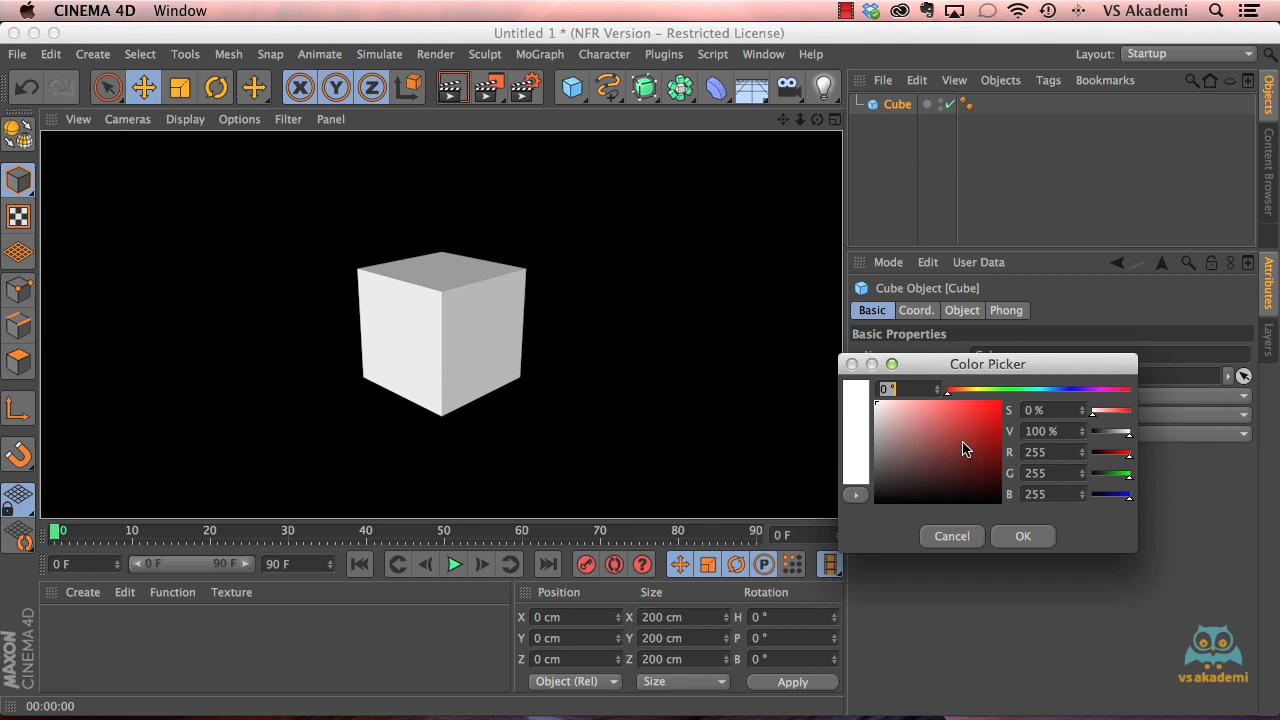 CINEMA 4D Window VS Akademi
Untitled 1 * (NFR Version - Restricted License)
File Edit Create Select Tools Mesh Snap Animate Simulate Render Sculpt MoGraph Character Plugins Script Window Help Layout: Startup
File Edit View Objects Tags Bookmarks
Objects
Cube
View Cameras Display Options Filter Panel
Content Browser
Mode Edit User Data
Attributes
Cube Object [Cube]
Basic Coord. Object Phong
Basic Properties
Layers
Color Picker
0 °
S 0 %
V 100 %
R 255
G 255
B 255
Cancel OK
0 10 20 30 40 50 60 70 80 90 0 F
0 F 0 F 90 F 90 F
Create Edit Function Texture
Position Size Rotation
X 0 cm X 200 cm H 0 °
Y 0 cm Y 200 cm P 0 °
Z 0 cm Z 200 cm B 0 °
Object (Rel) Size Apply
MAXON
CINEMA 4D
vsakademi
00:00:00